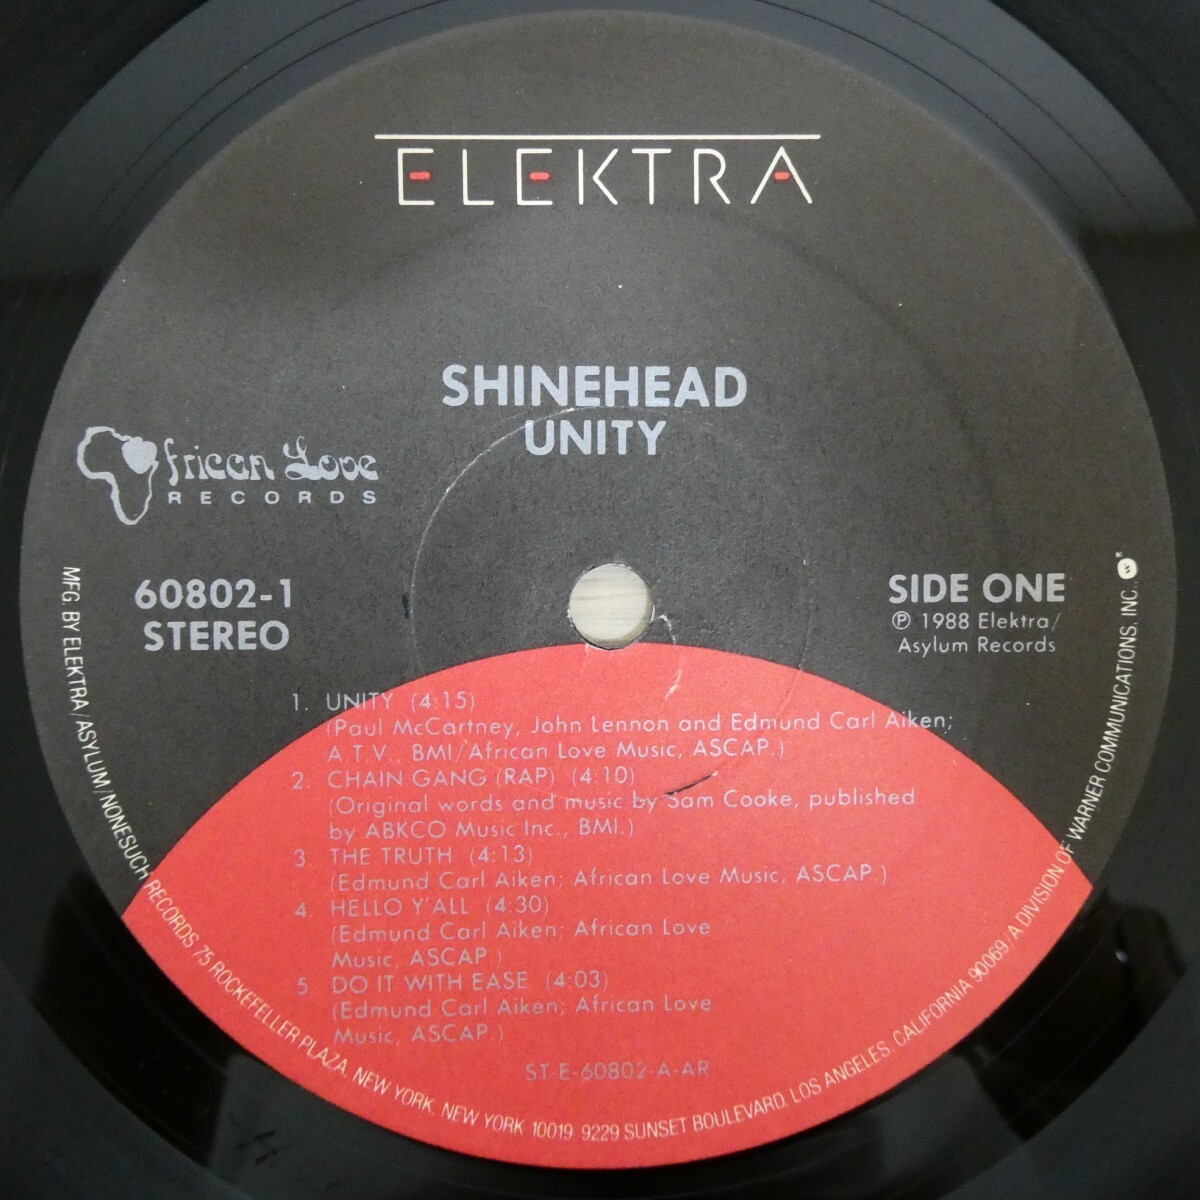 ELEKTRA
SHINEHEAD
UNITY
frican Love
RECORDS
60802-1
STEREO
SIDE ONE
℗ 1988 Elektra/
Asylum Records
1. UNITY (4:15)
(Paul McCartney, John Lennon and Edmund Carl Aiken;
A.T.V., BMI/African Love Music, ASCAP.)
2. CHAIN GANG (RAP) (4:10)
(Original words and music by Sam Cooke, published
by ABKCO Music Inc., BMI.)
3. THE TRUTH (4:13)
(Edmund Carl Aiken; African Love Music, ASCAP.)
4. HELLO Y'ALL (4:30)
(Edmund Carl Aiken; African Love
Music, ASCAP.)
5. DO IT WITH EASE (4:03)
(Edmund Carl Aiken; African Love
Music, ASCAP.)
ST-E-60802-A-AR
MFG. BY ELEKTRA/ASYLUM/NONESUCH RECORDS 75 ROCKEFELLER PLAZA, NEW YORK, NEW YORK 10019 9229 SUNSET BOULEVARD, LOS ANGELES, CALIFORNIA 90069/A DIVISION OF WARNER COMMUNICATIONS, INC.